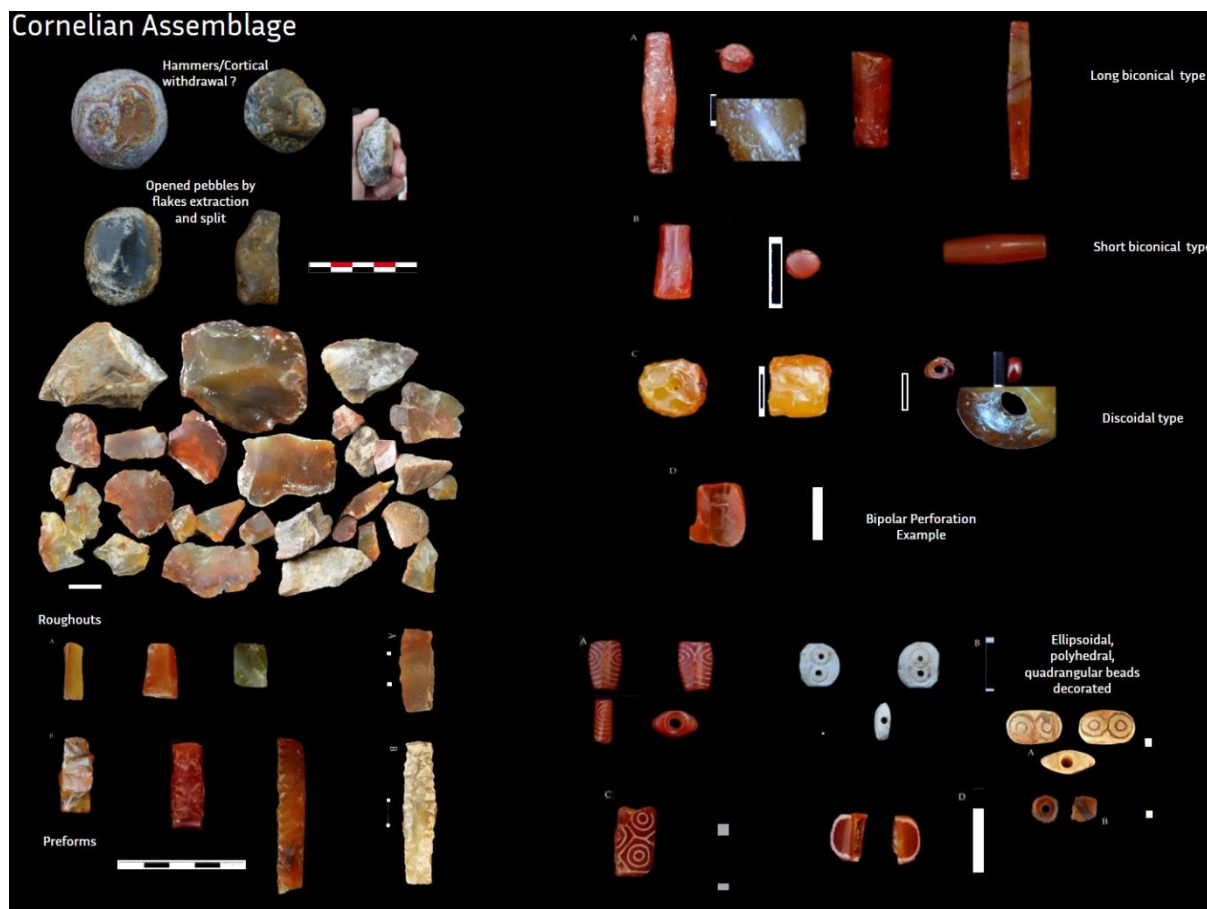 Cornelian Assemblage
Hammers/Cortical
withdrawal ?
Opened pebbles by
flakes extraction
and split
Roughouts
A
A
B
B
Preforms
A
Long biconical type
B
Short biconical type
C
Discoidal type
D
Bipolar Perforation
Example
A
B
Ellipsoidal,
polyhedral,
quadrangular beads
decorated
A
C
D
B